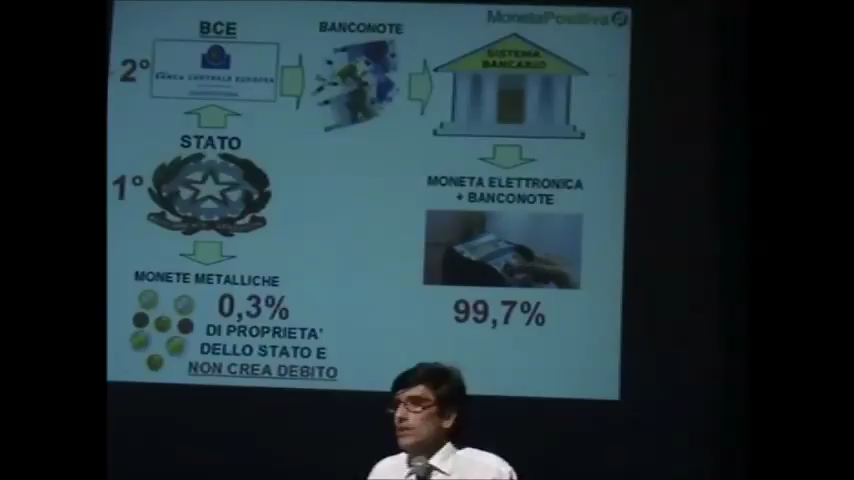 MonetaPositiva
BCE
2°
BANCA CENTRALE EUROPEA
BANCONOTE
SISTEMA
BANCARIO
STATO
1°
MONETA ELETTRONICA
+ BANCONOTE
99,7%
MONETE METALLICHE
0,3%
DI PROPRIETA'
DELLO STATO E
NON CREA DEBITO